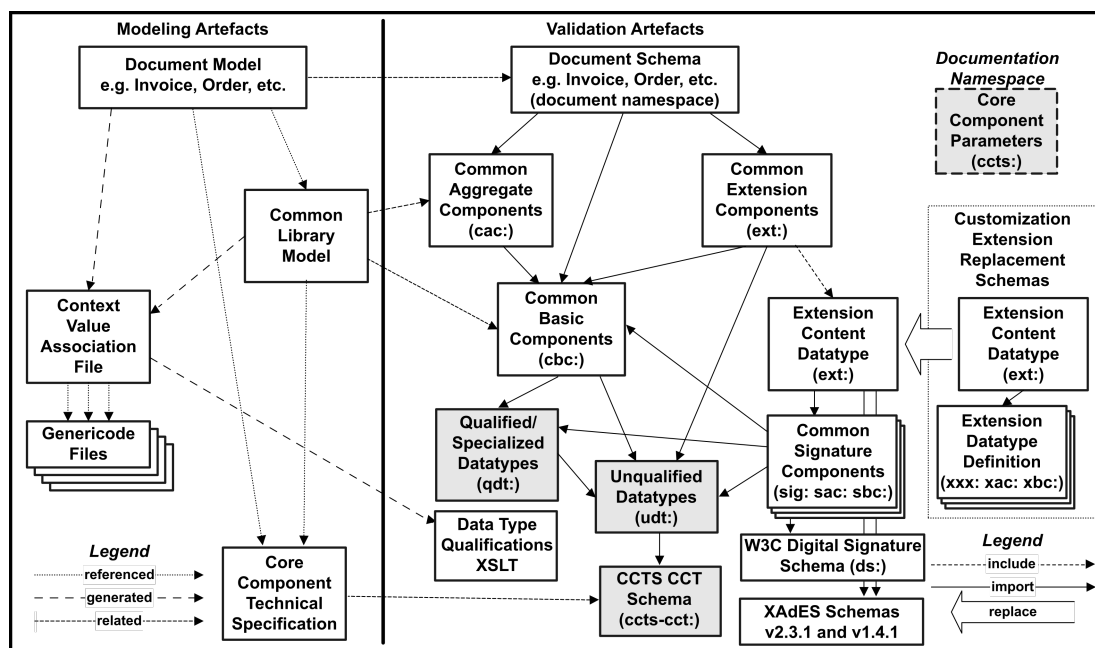 Modeling Artefacts
Document Model
e.g. Invoice, Order, etc.
Common
Library
Model
Context
Value
Association
File
Genericode
Files
Legend
referenced
generated
related
Core
Component
Technical
Specification
Validation Artefacts
Document Schema
e.g. Invoice, Order, etc.
(document namespace)
Common
Aggregate
Components
(cac:)
Common
Extension
Components
(ext:)
Common
Basic
Components
(cbc:)
Extension
Content
Datatype
(ext:)
Qualified/
Specialized
Datatypes
(qdt:)
Unqualified
Datatypes
(udt:)
Common
Signature
Components
(sig: sac: sbc:)
Data Type
Qualifications
XSLT
W3C Digital Signature
Schema (ds:)
CCTS CCT
Schema
(ccts-cct:)
XAdES Schemas
v2.3.1 and v1.4.1
Documentation
Namespace
Core
Component
Parameters
(ccts:)
Customization
Extension
Replacement
Schemas
Extension
Content
Datatype
(ext:)
Extension
Datatype
Definition
(xxx: xac: xbc:)
Legend
include
import
replace